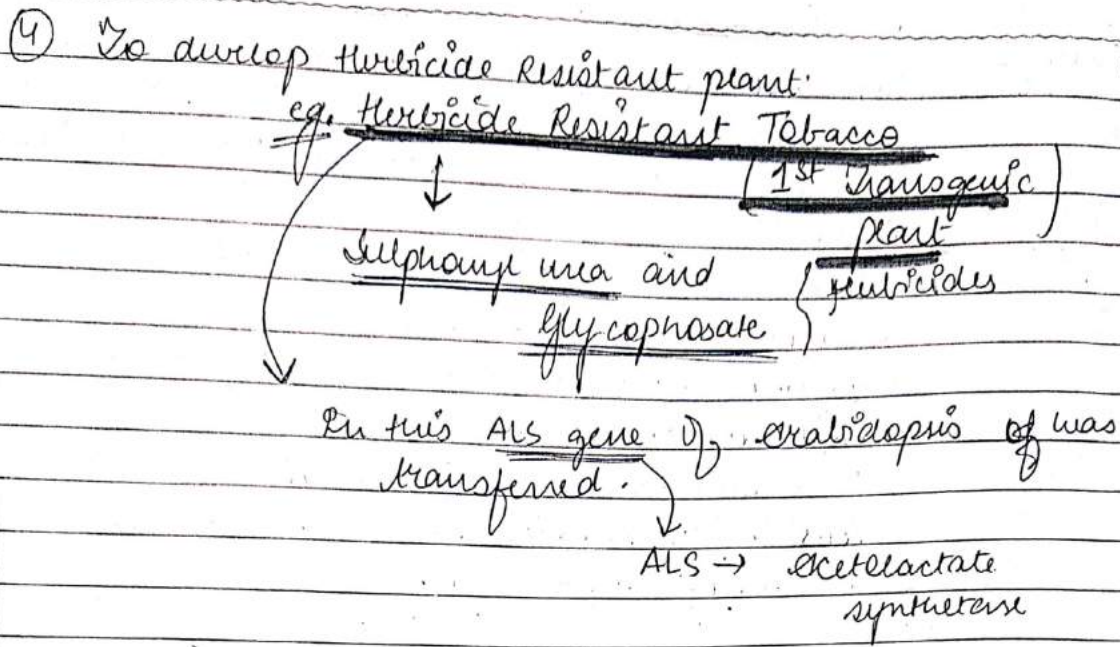 ④ To develop Herbicide Resistant plant.
eg. Herbicide Resistant Tobacco
(1st Transgenic
plant)
Sulphonyl urea and
Glycophosate } Herbicides
In this ALS gene of Arabidopsis of was
transferred.
ALS → Acetolactate
synthetase